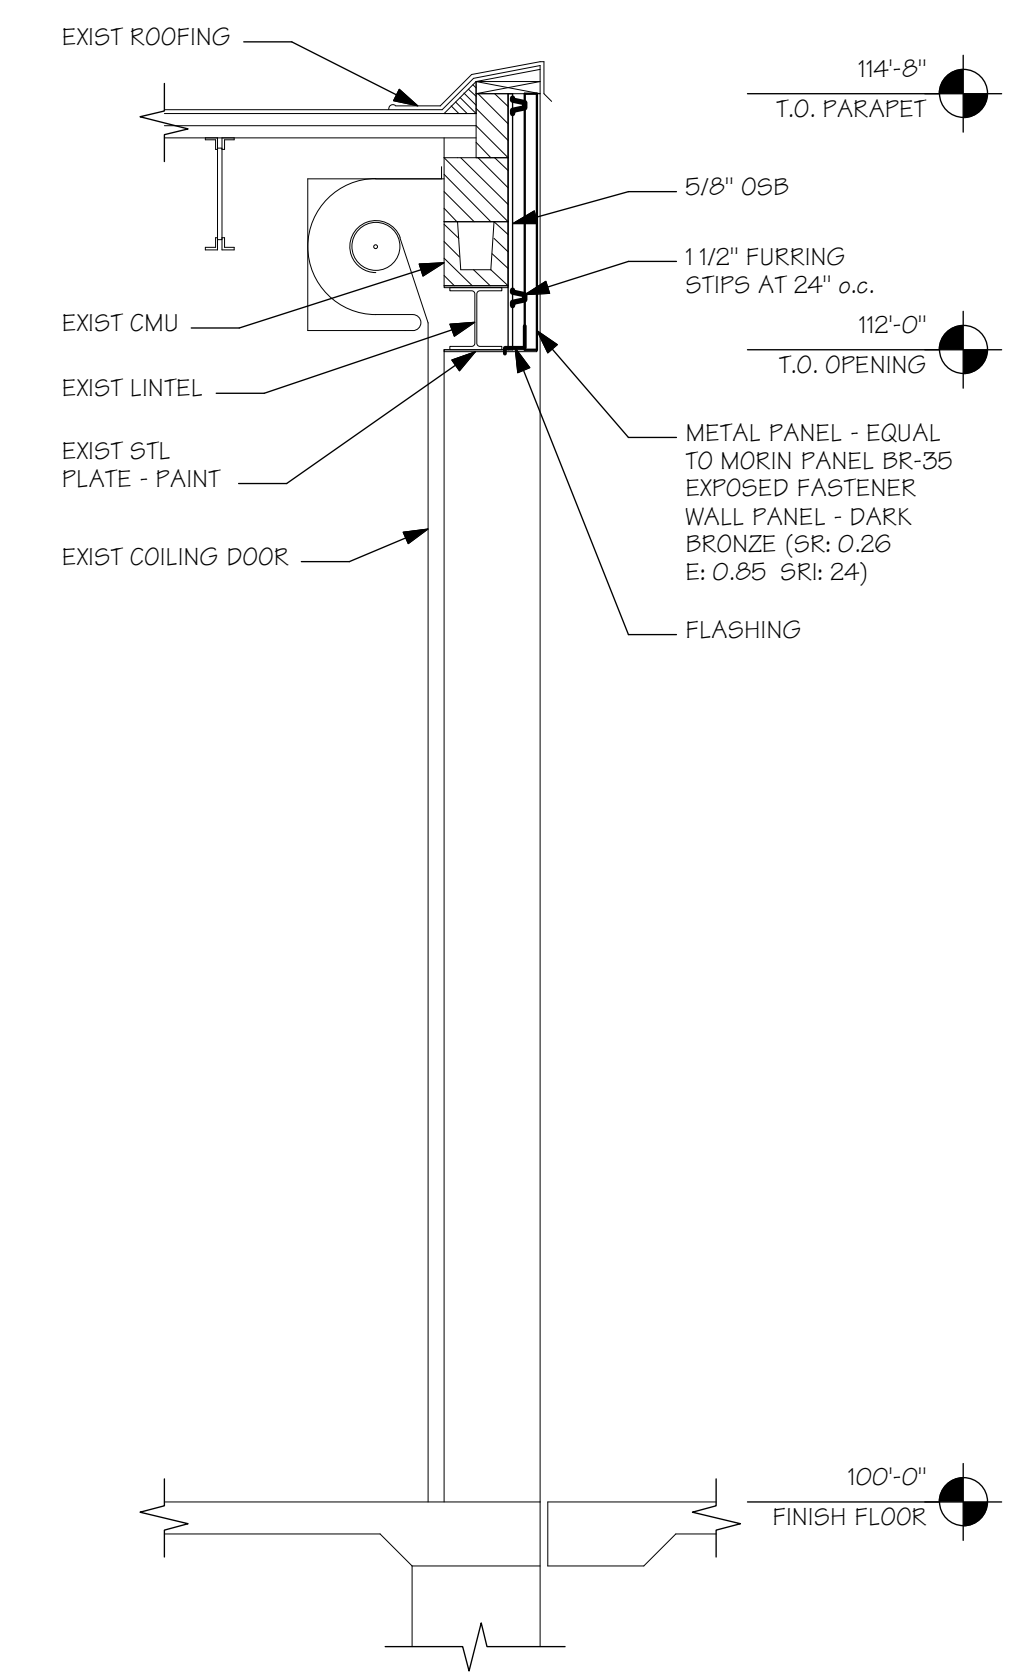 EXIST ROOFING
114'-8"
T.O. PARAPET
5/8" OSB
1 1/2" FURRING
STIPS AT 24" o.c.
EXIST CMU
112'-0"
T.O. OPENING
EXIST LINTEL
EXIST STL
PLATE - PAINT
METAL PANEL - EQUAL
TO MORIN PANEL BR-35
EXPOSED FASTENER
WALL PANEL - DARK
BRONZE (SR: 0.26
E: 0.85 SRI: 24)
EXIST COILING DOOR
FLASHING
100'-0"
FINISH FLOOR